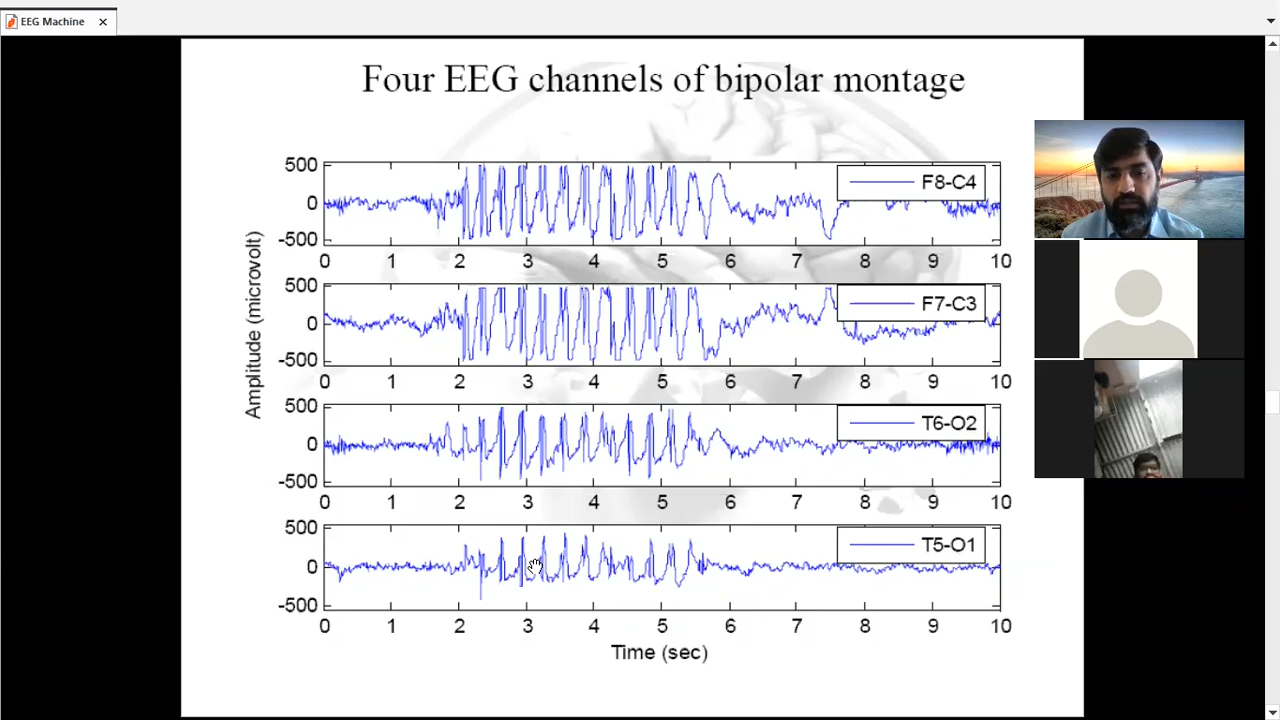 EEG Machine
Four EEG channels of bipolar montage
Amplitude (microvolt)
500
0
-500
F8-C4
0 1 2 3 4 5 6 7 8 9 10
500
0
-500
F7-C3
0 1 2 3 4 5 6 7 8 9 10
500
0
-500
T6-O2
0 1 2 3 4 5 6 7 8 9 10
500
0
-500
T5-O1
0 1 2 3 4 5 6 7 8 9 10
Time (sec)